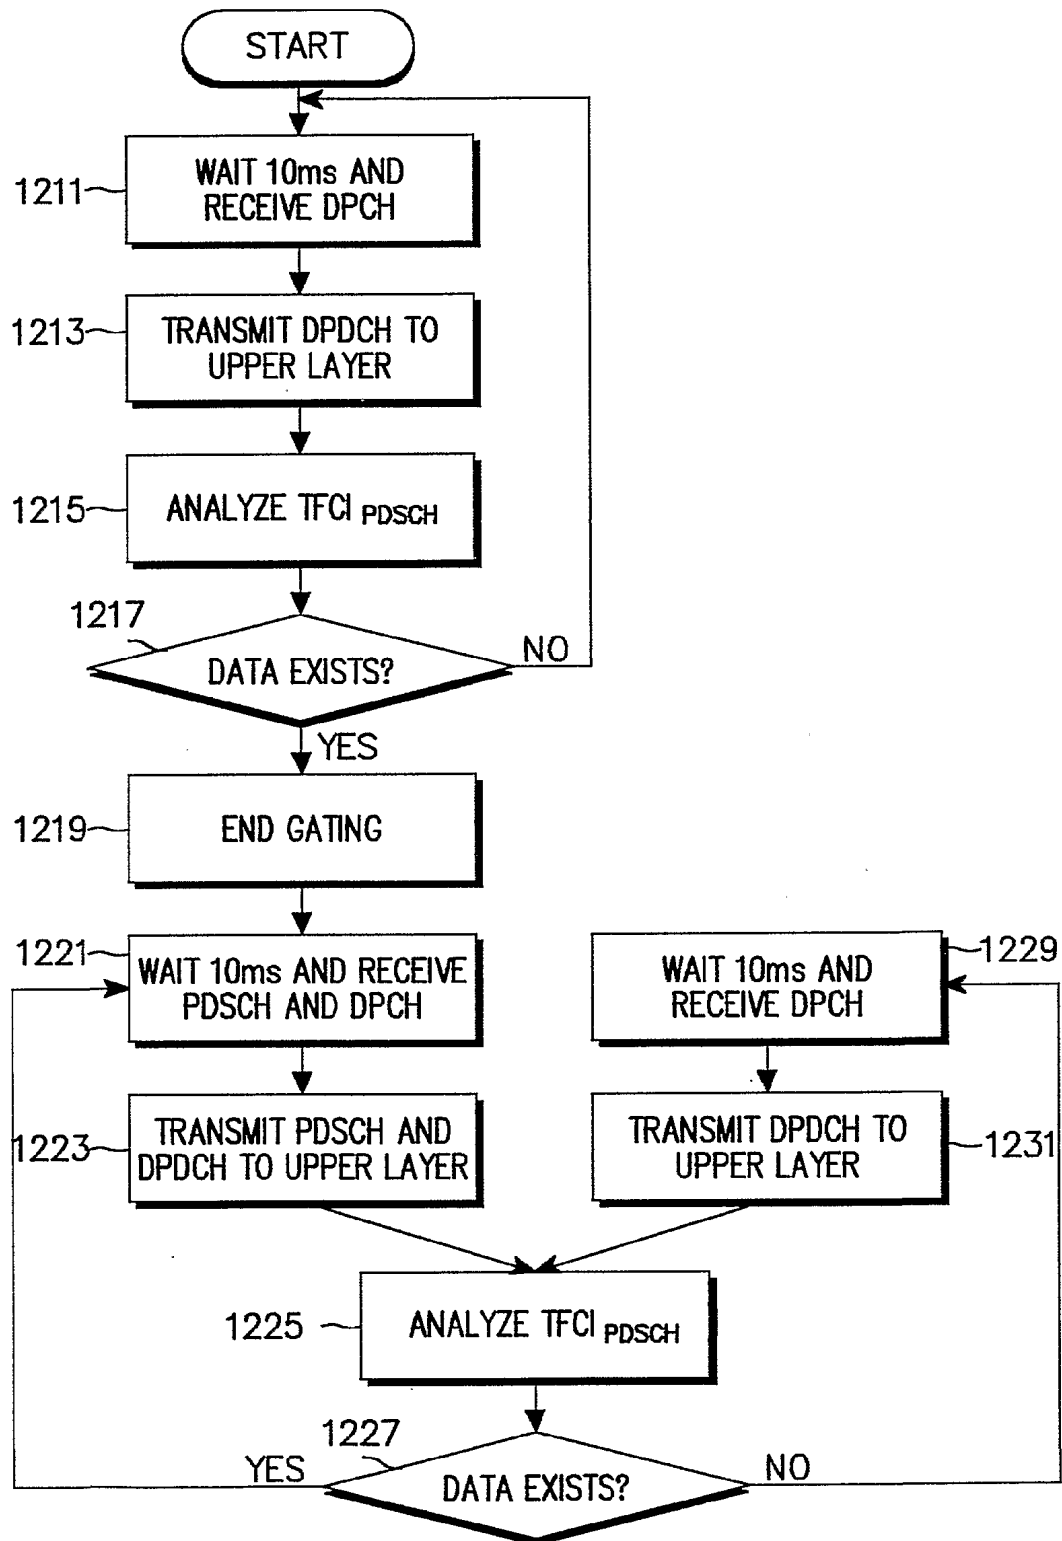 START
1211
WAIT 10ms AND
RECEIVE DPCH
1213
TRANSMIT DPDCH TO
UPPER LAYER
1215
ANALYZE TFCI PDSCH
1217
DATA EXISTS?
NO
YES
1219
END GATING
1221
WAIT 10ms AND RECEIVE
PDSCH AND DPCH
1229
WAIT 10ms AND
RECEIVE DPCH
1223
TRANSMIT PDSCH AND
DPDCH TO UPPER LAYER
TRANSMIT DPDCH TO
UPPER LAYER
1231
1225
ANALYZE TFCI PDSCH
1227
YES
DATA EXISTS?
NO